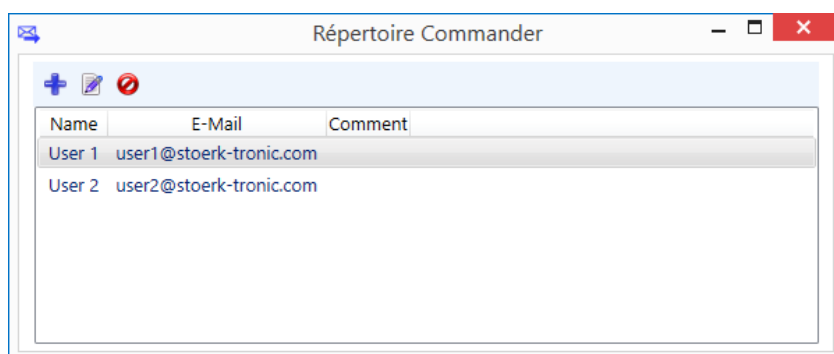 Répertoire Commander
Name E-Mail Comment
User 1 user1@stoerk-tronic.com
User 2 user2@stoerk-tronic.com